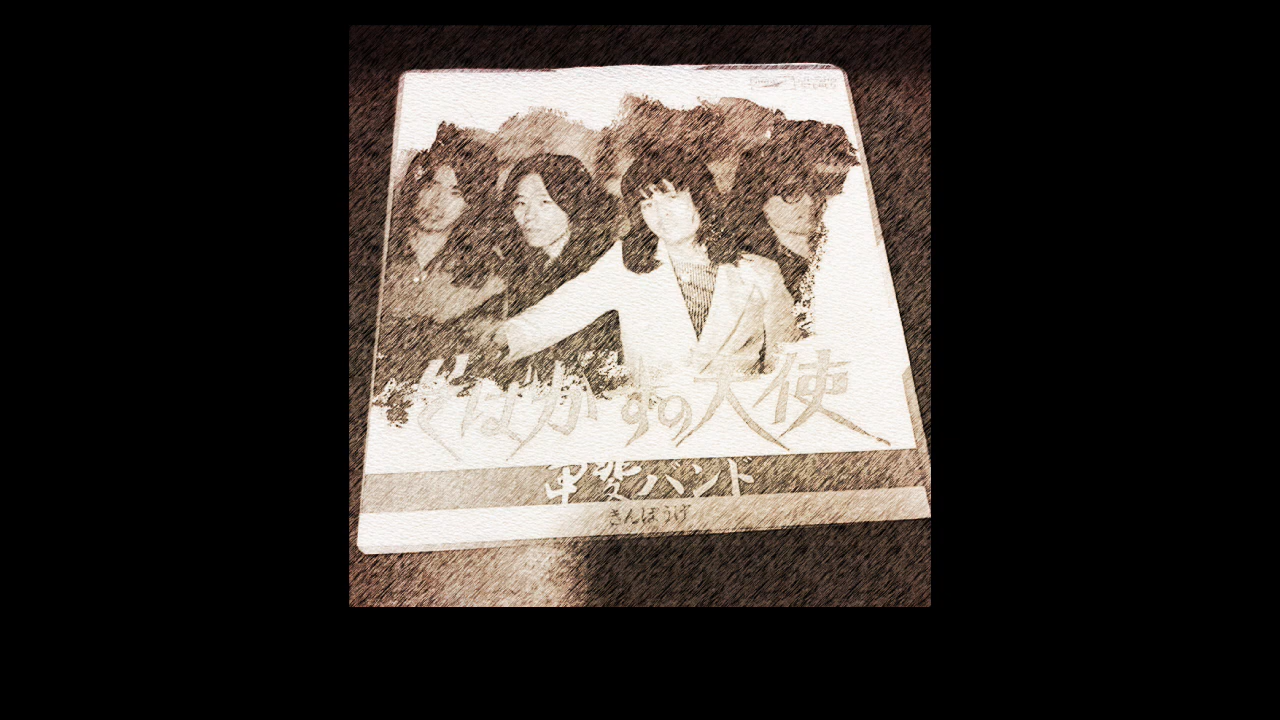 そばかすの天使
甲斐バンド
きんぽうげ